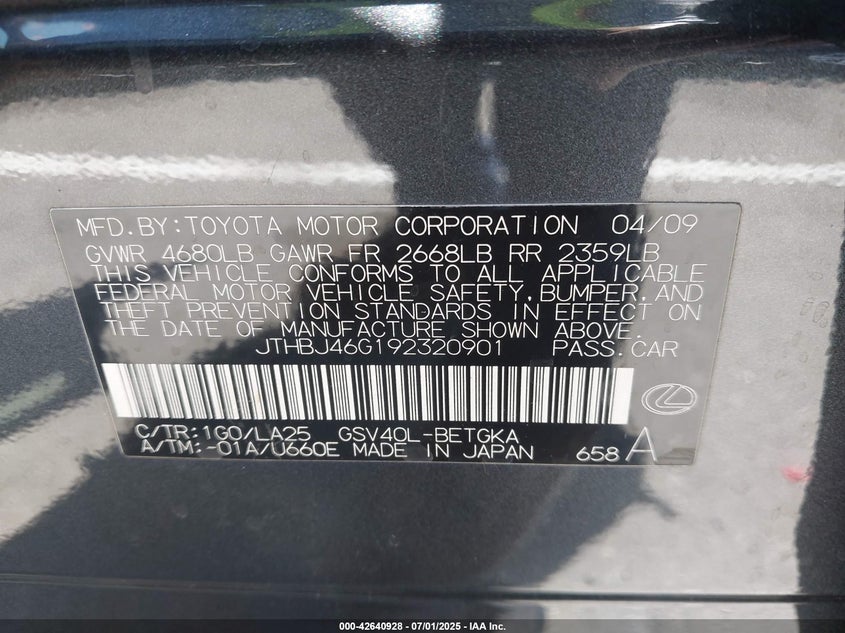 MFD.BY:TOYOTA MOTOR CORPORATION 04/09
GVWR 4680LB GAWR FR 2668LB RR 2359LB
THIS VEHICLE CONFORMS TO ALL APPLICABLE
FEDERAL MOTOR VEHICLE SAFETY,BUMPER,AND
THEFT PREVENTION STANDARDS IN EFFECT ON
THE DATE OF MANUFACTURE SHOWN ABOVE.
JTHBJ46G192320901 PASS.CAR
C/TR:1G0/LA25 GSV40L-BETGKA
A/TM:-01A/U660E MADE IN JAPAN 658 A
000-42640928 - 07/01/2025 - IAA Inc.